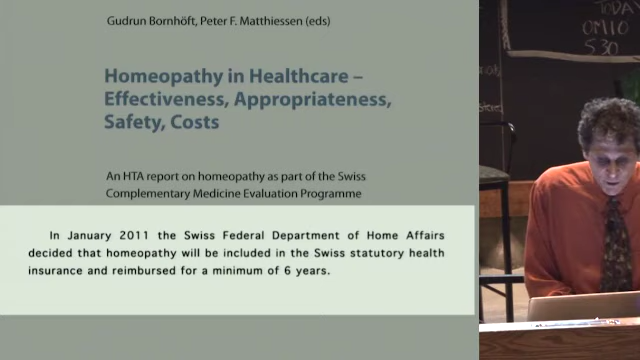 Gudrun Bornhöft, Peter F. Matthiessen (eds)
Homeopathy in Healthcare –
Effectiveness, Appropriateness,
Safety, Costs
An HTA report on homeopathy as part of the Swiss
Complementary Medicine Evaluation Programme
In January 2011 the Swiss Federal Department of Home Affairs
decided that homeopathy will be included in the Swiss statutory health
insurance and reimbursed for a minimum of 6 years.
TODAY
530